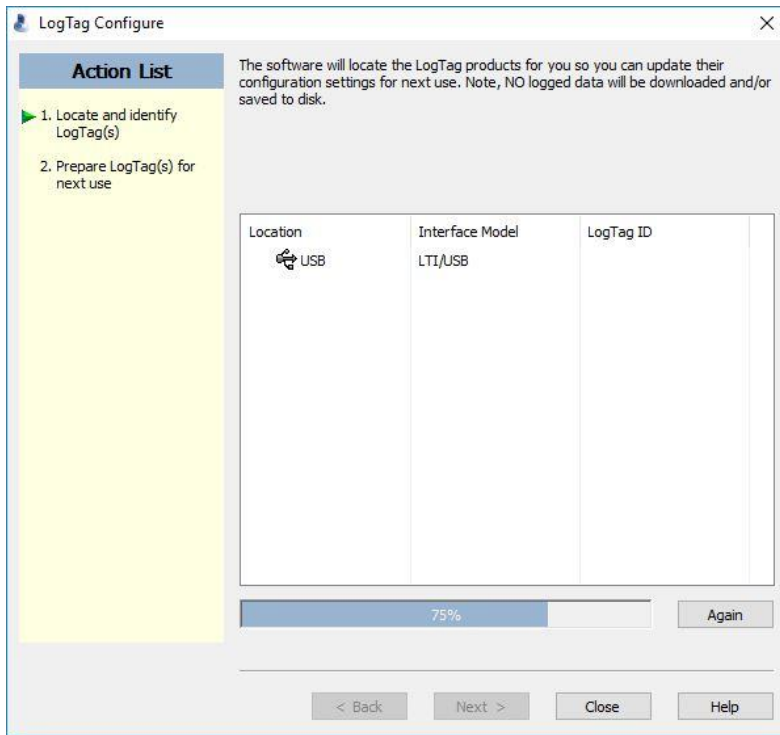 LogTag Configure
Action List
1. Locate and identify
LogTag(s)
2. Prepare LogTag(s) for
next use
The software will locate the LogTag products for you so you can update their
configuration settings for next use. Note, NO logged data will be downloaded and/or
saved to disk.
Location Interface Model LogTag ID
USB LTI/USB
75%
Again
< Back Next > Close Help